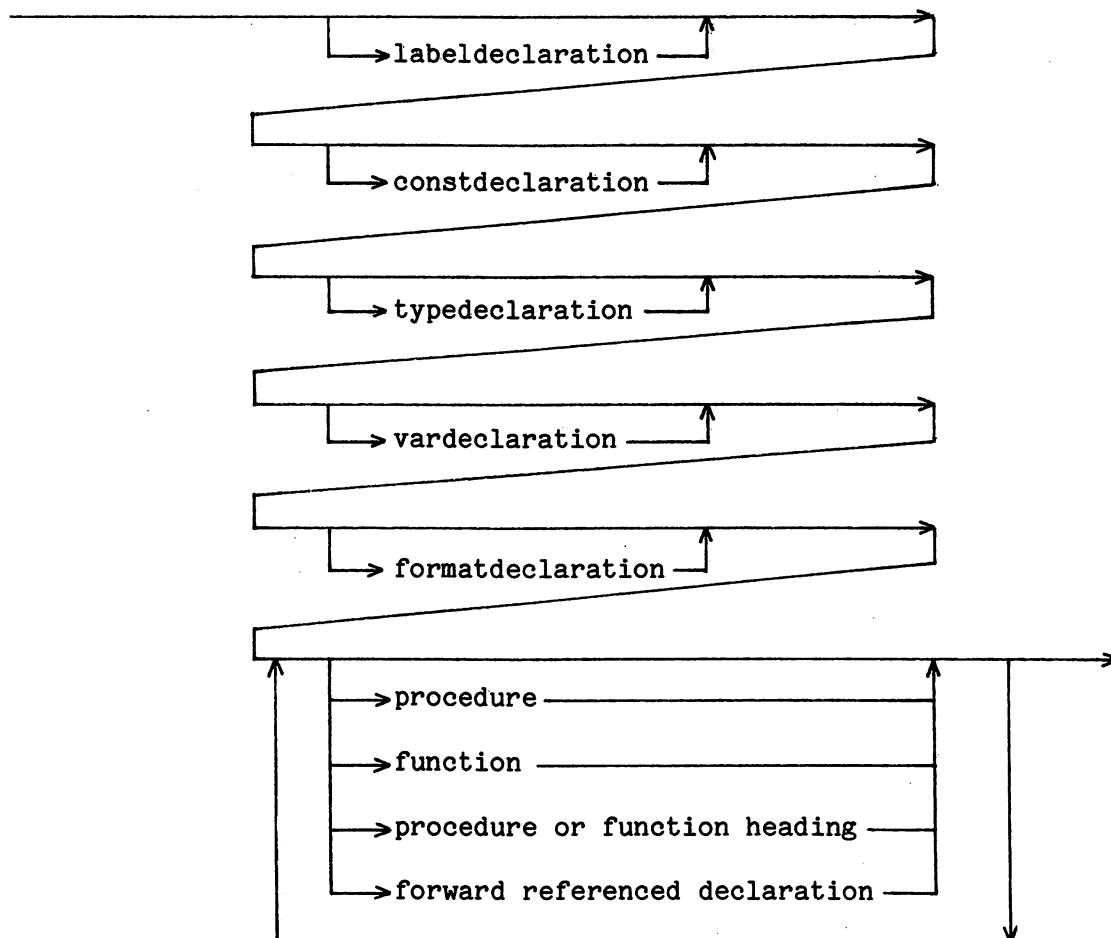 labeldeclaration
constdeclaration
typedeclaration
vardeclaration
formatdeclaration
procedure
function
procedure or function heading
forward referenced declaration